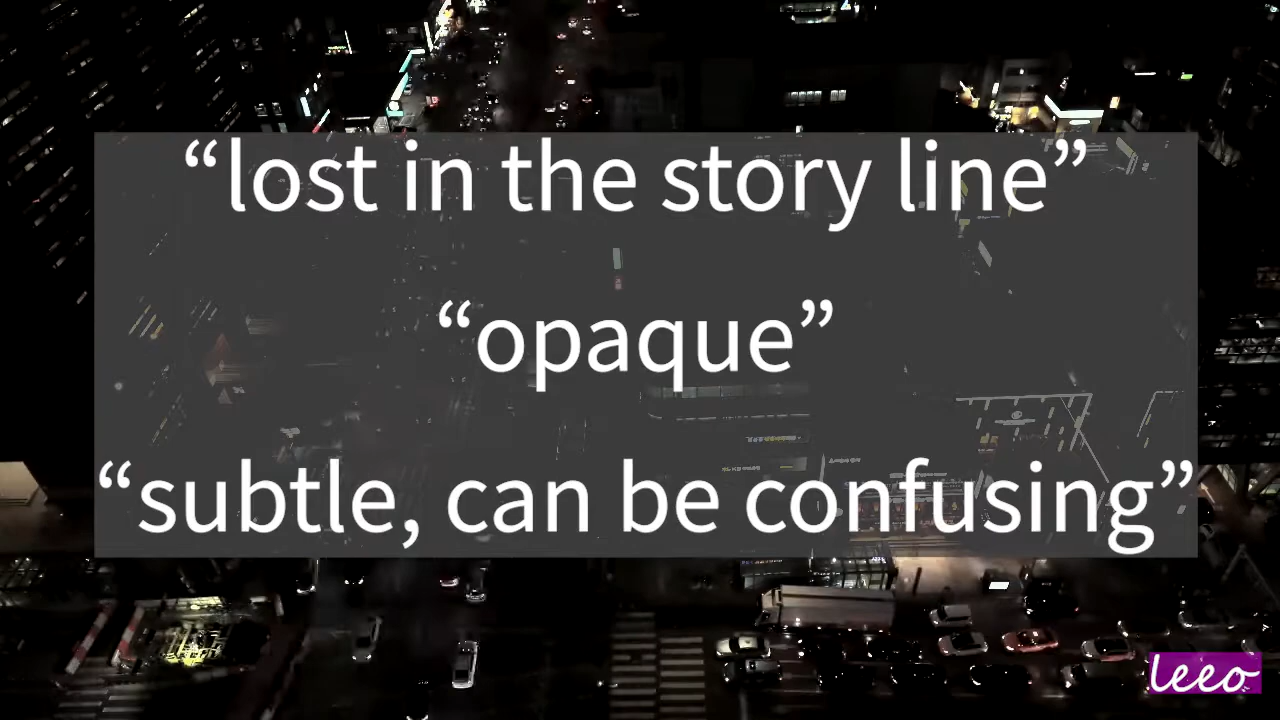 “lost in the story line”
“opaque”
“subtle, can be confusing”
leeo